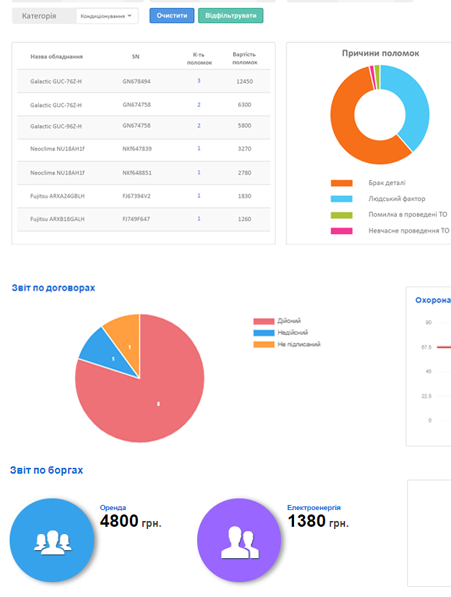 Категорія Кондиціонування Очистити Відфільтрувати
Назва обладнання SN К-ть поломок Вартість поломок
Galactic GUC-76Z-H GN678494 3 12450
Galactic GUC-76Z-H GN674758 2 6300
Galactic GUC-96Z-H GN674758 2 5800
Neoclima NU18AH1f NXf647839 1 3270
Neoclima NU18AH1f NXf648851 1 2780
Fujitsu ARXA24GBLH FJ67394V2 1 1830
Fujitsu ARXB18GALH FJ749F647 1 1260
Причини поломок
Брак деталі
Людський фактор
Помилка в проведені ТО
Невчасне проведення ТО
Звіт по договорах
Дійсний
Недійсний
Не підписаний
1
1
8
Охорона
90
67.5
45
22.5
0
Звіт по боргах
Оренда
4800 грн.
Електроенергія
1380 грн.